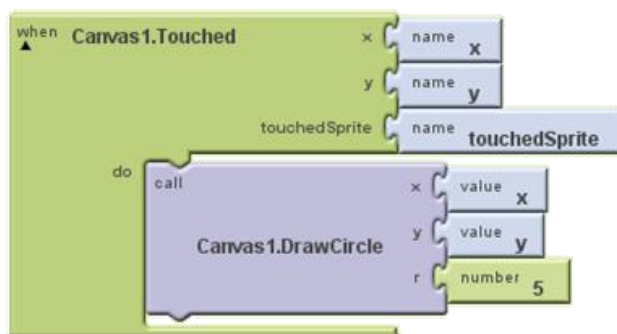 when Canvas1.Touched x name x
y name y
touchedSprite name touchedSprite
do call x value x
Canvas1.DrawCircle y value y
r number 5